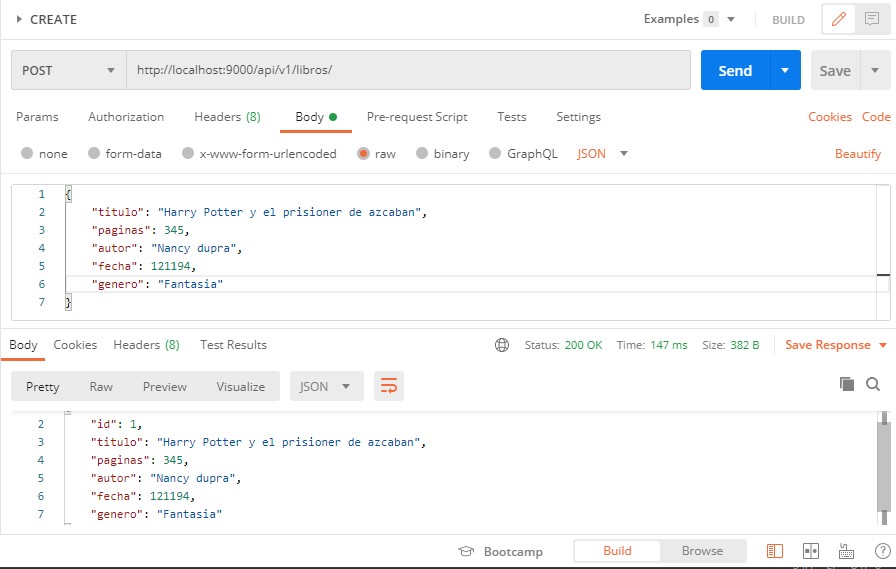 CREATE Examples 0 BUILD
POST http://localhost:9000/api/v1/libros/ Send Save
Params Authorization Headers (8) Body Pre-request Script Tests Settings Cookies Code
none form-data x-www-form-urlencoded raw binary GraphQL JSON Beautify
1 {
2 "titulo": "Harry Potter y el prisioner de azcaban",
3 "paginas": 345,
4 "autor": "Nancy dupra",
5 "fecha": 121194,
6 "genero": "Fantasia"
7 }
Body Cookies Headers (8) Test Results Status: 200 OK Time: 147 ms Size: 382 B Save Response
Pretty Raw Preview Visualize JSON
2 "id": 1,
3 "titulo": "Harry Potter y el prisioner de azcaban",
4 "paginas": 345,
5 "autor": "Nancy dupra",
6 "fecha": 121194,
7 "genero": "Fantasia"
Bootcamp Build Browse ?